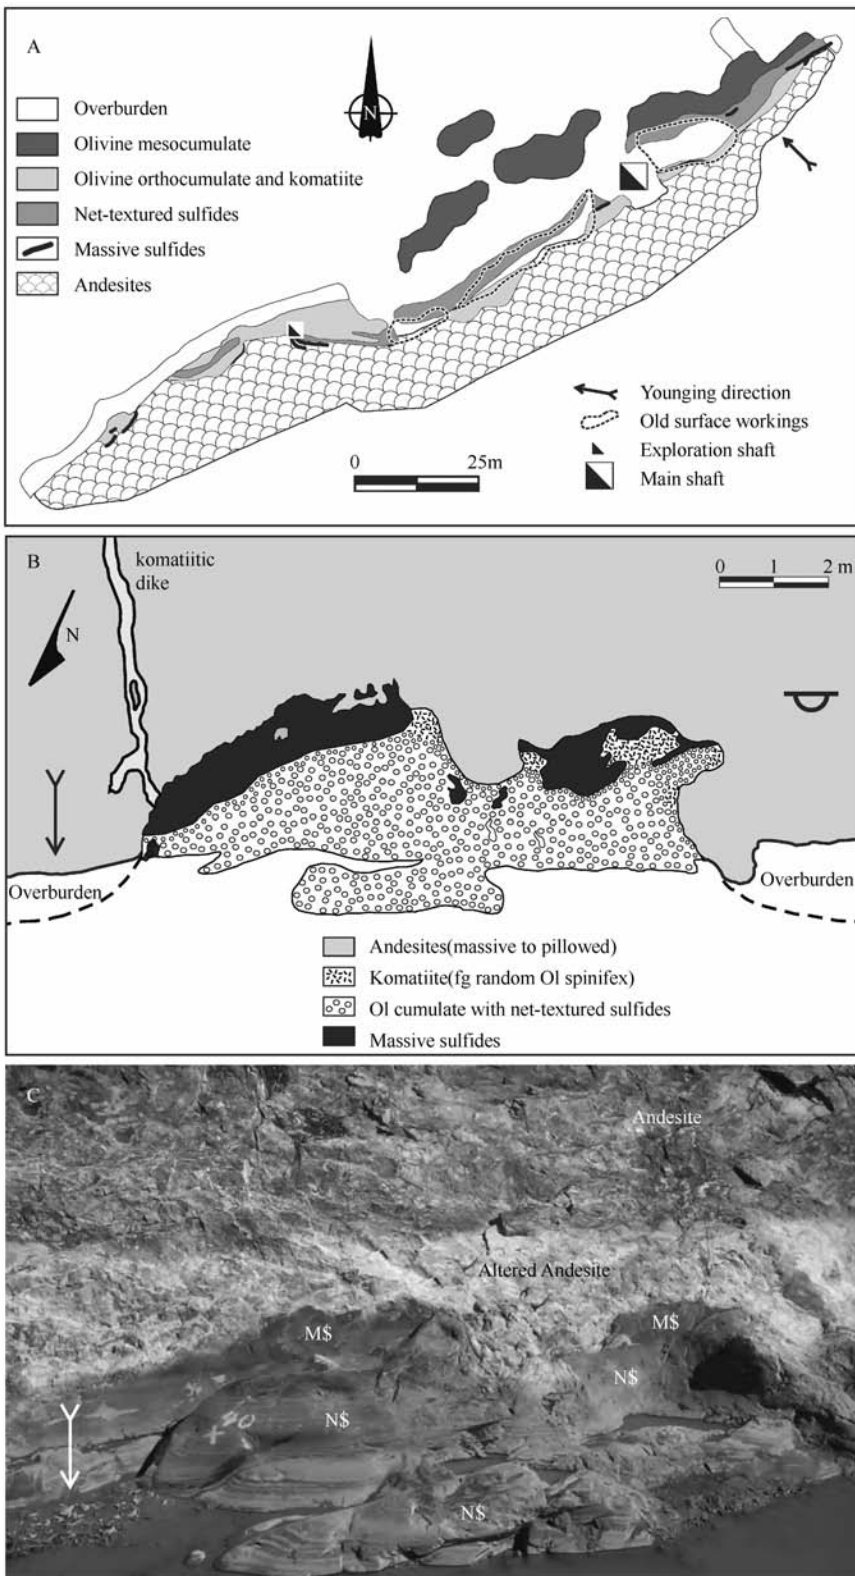 A
N
Overburden
Olivine mesocumulate
Olivine orthocumulate and komatiite
Net-textured sulfides
Massive sulfides
Andesites
Younging direction
Old surface workings
Exploration shaft
Main shaft
0 25m
B
komatiitic
dike
0 1 2 m
N
Overburden
Overburden
Andesites(massive to pillowed)
Komatiite(fg random Ol spinifex)
Ol cumulate with net-textured sulfides
Massive sulfides
C
Andesite
Altered Andesite
M$
M$
N$
N$
N$